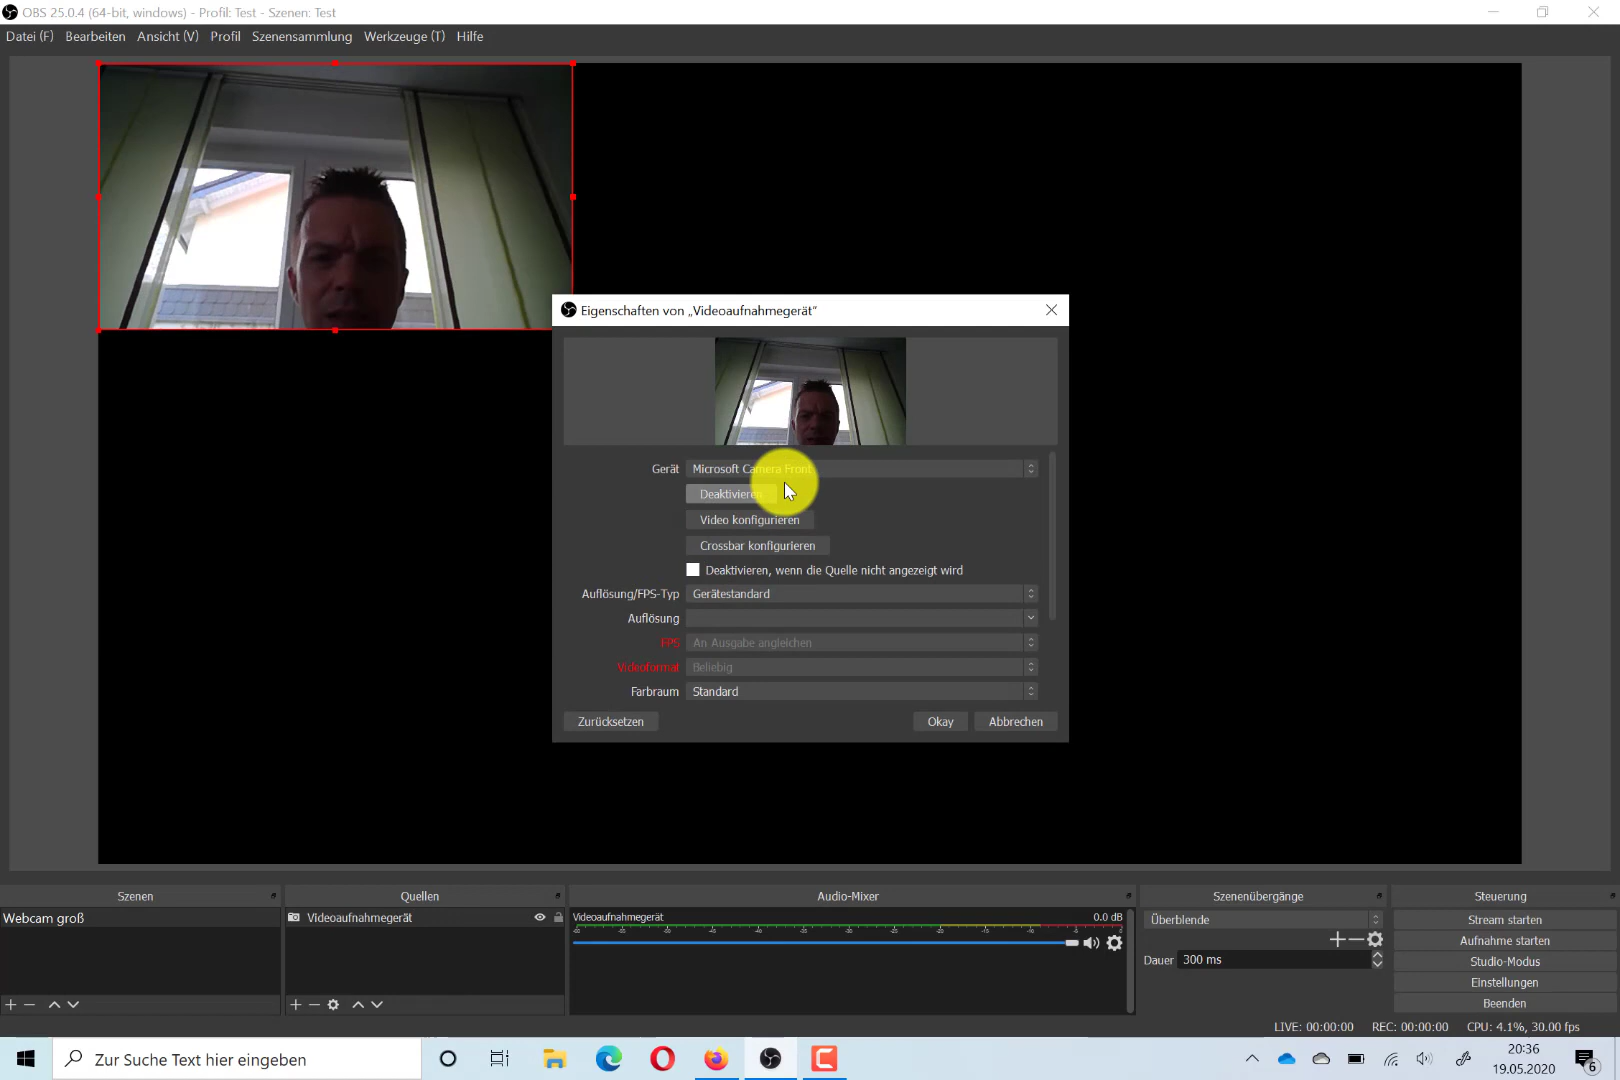 OBS 25.0.4 (64-bit, windows) - Profil: Test - Szenen: Test
Datei (F) Bearbeiten Ansicht (V) Profil Szenensammlung Werkzeuge (T) Hilfe
Eigenschaften von „Videoaufnahmegerät“
Gerät Microsoft Camera Front
Deaktivieren
Video konfigurieren
Crossbar konfigurieren
Deaktivieren, wenn die Quelle nicht angezeigt wird
Auflösung/FPS-Typ Gerätestandard
Auflösung
FPS An Ausgabe angleichen
Videoformat Beliebig
Farbraum Standard
Zurücksetzen Okay Abbrechen
Szenen Quellen Audio-Mixer Szenenübergänge Steuerung
Webcam groß Videoaufnahmegerät Videoaufnahmegerät 0.0 dB Überblende Stream starten
Aufnahme starten
Dauer 300 ms Studio-Modus
Einstellungen
Beenden
LIVE: 00:00:00 REC: 00:00:00 CPU: 4.1%, 30.00 fps
Zur Suche Text hier eingeben
20:36
19.05.2020
6